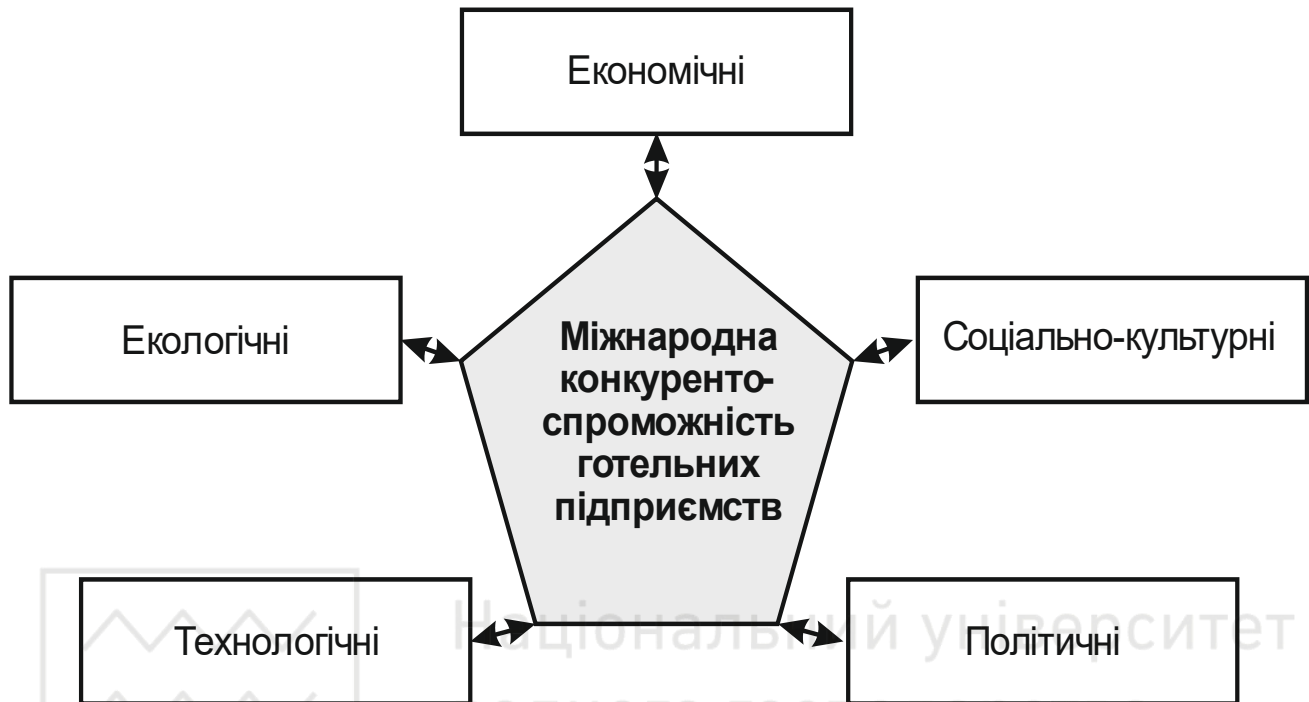 Економічні
Екологічні
Міжнародна
конкуренто-
спроможність
готельних
підприємств
Соціально-культурні
Національний університет
Технологічні
Політичні